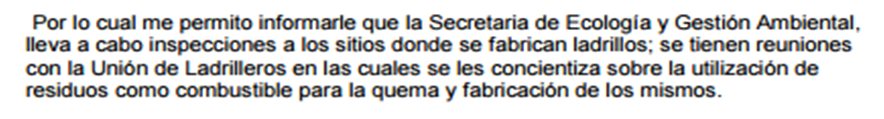 Por lo cual me permito informarle que la Secretaria de Ecología y Gestión Ambiental,
lleva a cabo inspecciones a los sitios donde se fabrican ladrillos; se tienen reuniones
con la Unión de Ladrilleros en las cuales se les concientiza sobre la utilización de
residuos como combustible para la quema y fabricación de los mismos.